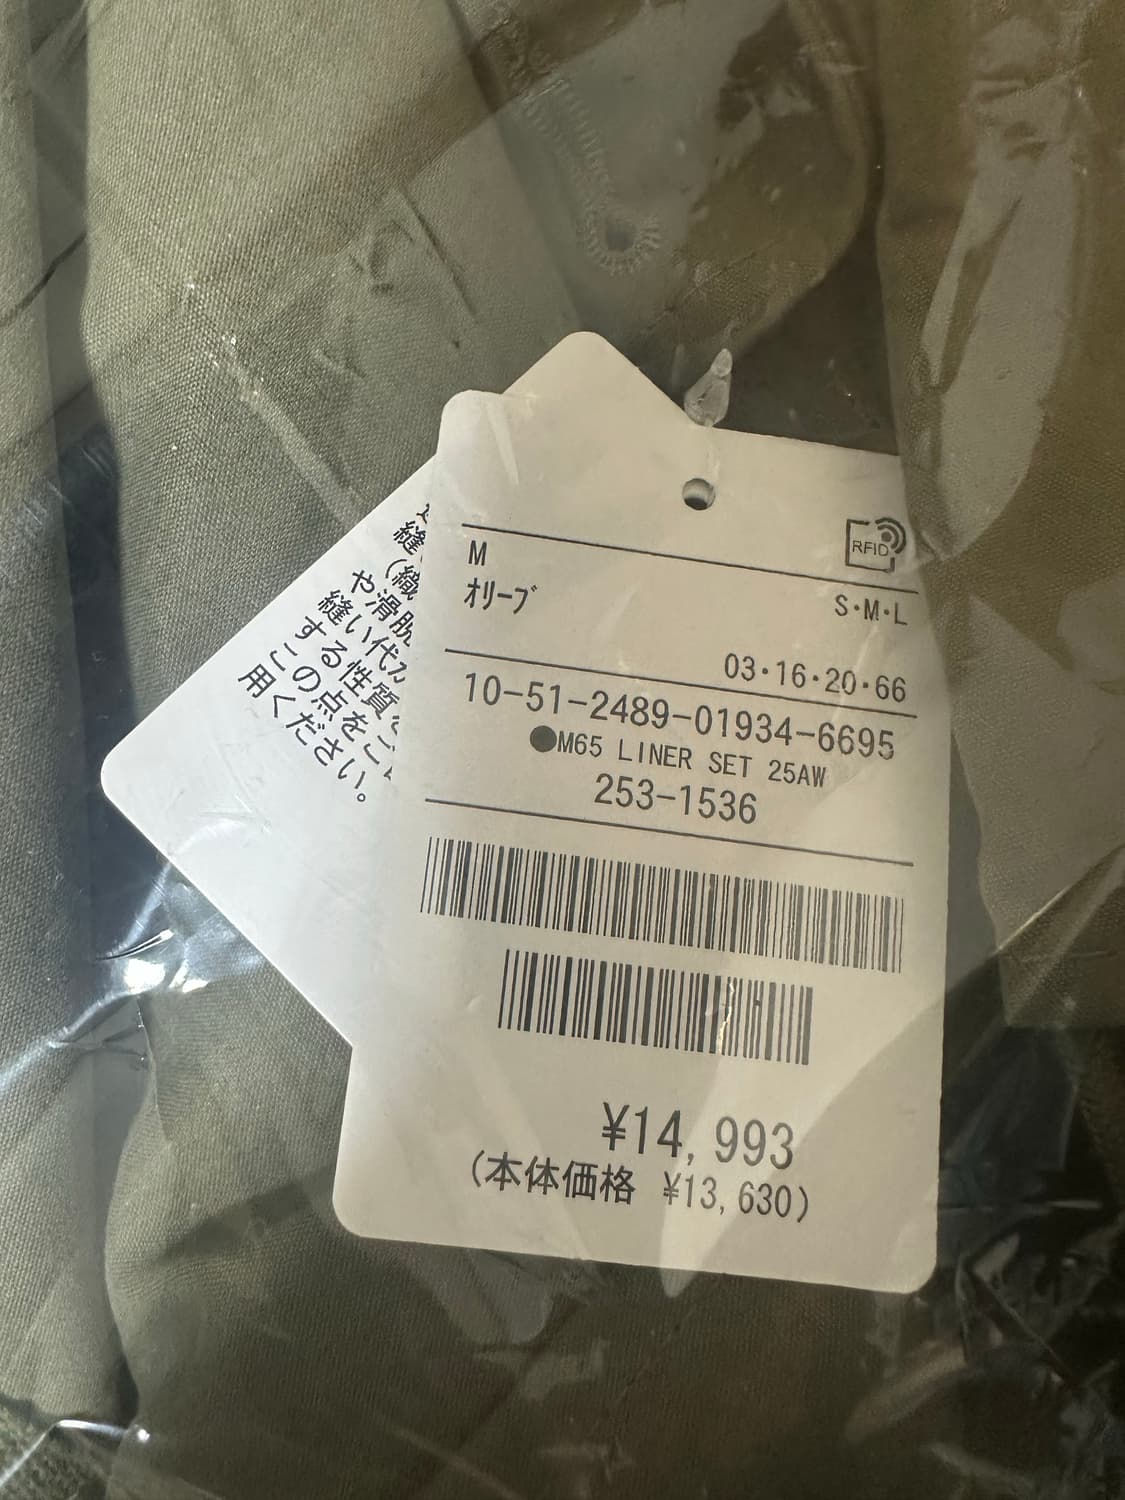 RFID
M
オリーブ
S・M・L
03・16・20・66
10-51-2489-01934-6695
●M65 LINER SET 25AW
253-1536
¥14,993
(本体価格 ¥13,630)
縫
(織
や滑脱
縫い代
する性質
この点をご
用ください。